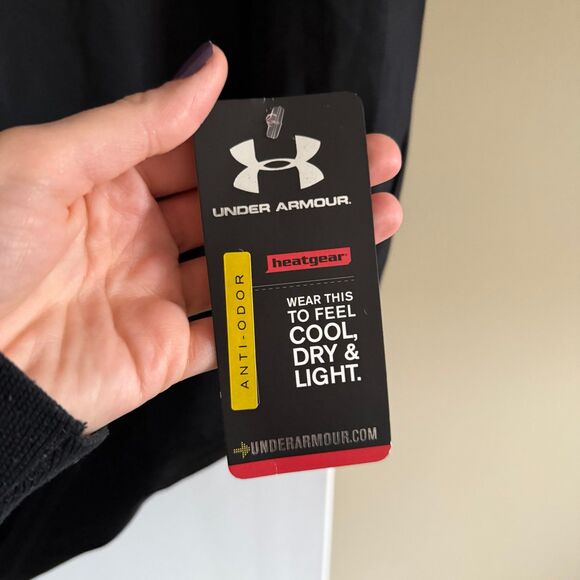 UNDER ARMOUR.
heatgear
ANTI-ODOR
WEAR THIS
TO FEEL
COOL,
DRY &
LIGHT.
UNDERARMOUR.COM